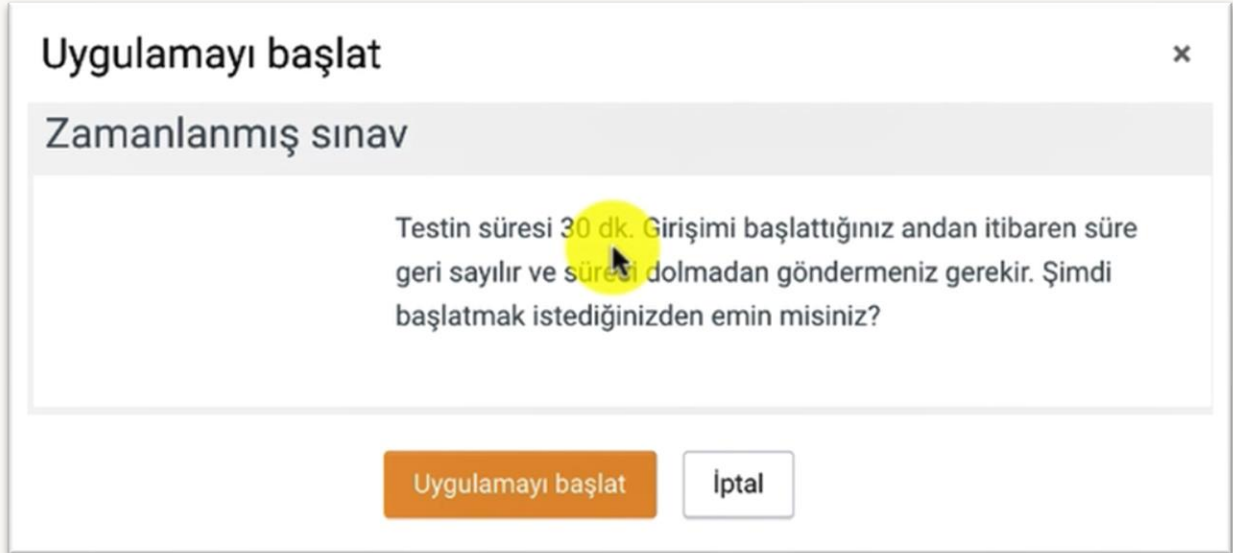 Uygulamayı başlat
×
Zamanlanmış sınav
Testin süresi 30 dk. Girişimi başlattığınız andan itibaren süre
geri sayılır ve süresi dolmadan göndermeniz gerekir. Şimdi
başlatmak istediğinizden emin misiniz?
Uygulamayı başlat
İptal